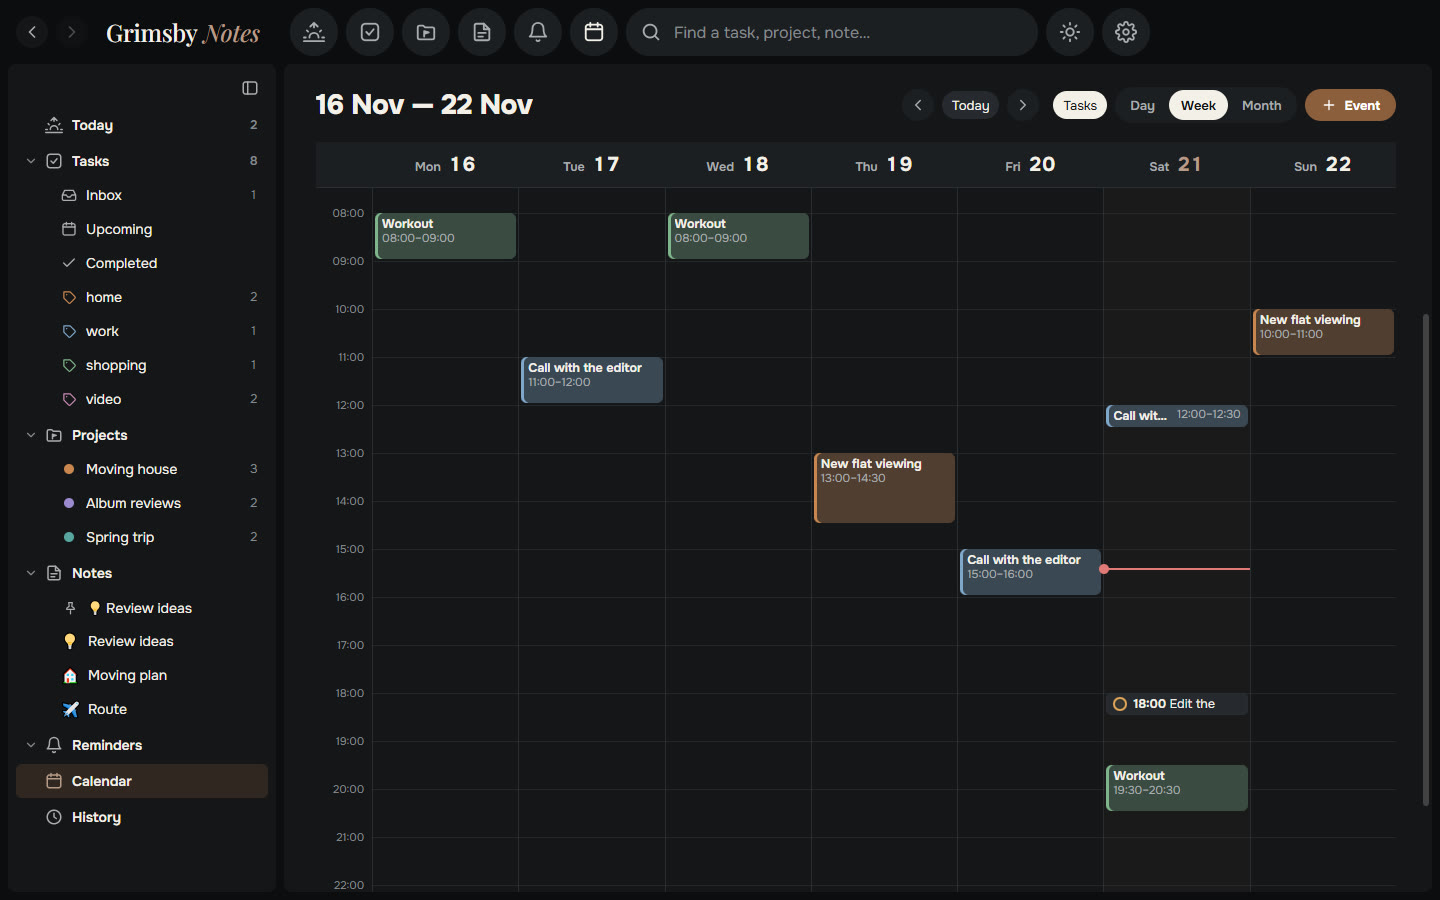 Grimsby Notes
Find a task, project, note...
Today 2
Tasks 8
Inbox 1
Upcoming
Completed
home 2
work 1
shopping 1
video 2
Projects
Moving house 3
Album reviews 2
Spring trip 2
Notes
Review ideas
Review ideas
Moving plan
Route
Reminders
Calendar
History
16 Nov — 22 Nov
Today
Tasks
Day
Week
Month
+ Event
Mon 16
Tue 17
Wed 18
Thu 19
Fri 20
Sat 21
Sun 22
08:00
09:00
10:00
11:00
12:00
13:00
14:00
15:00
16:00
17:00
18:00
19:00
20:00
21:00
22:00
Workout
08:00–09:00
Call with the editor
11:00–12:00
Workout
08:00–09:00
New flat viewing
13:00–14:30
Call with the editor
15:00–16:00
Call wit... 12:00–12:30
18:00 Edit the
Workout
19:30–20:30
New flat viewing
10:00–11:00